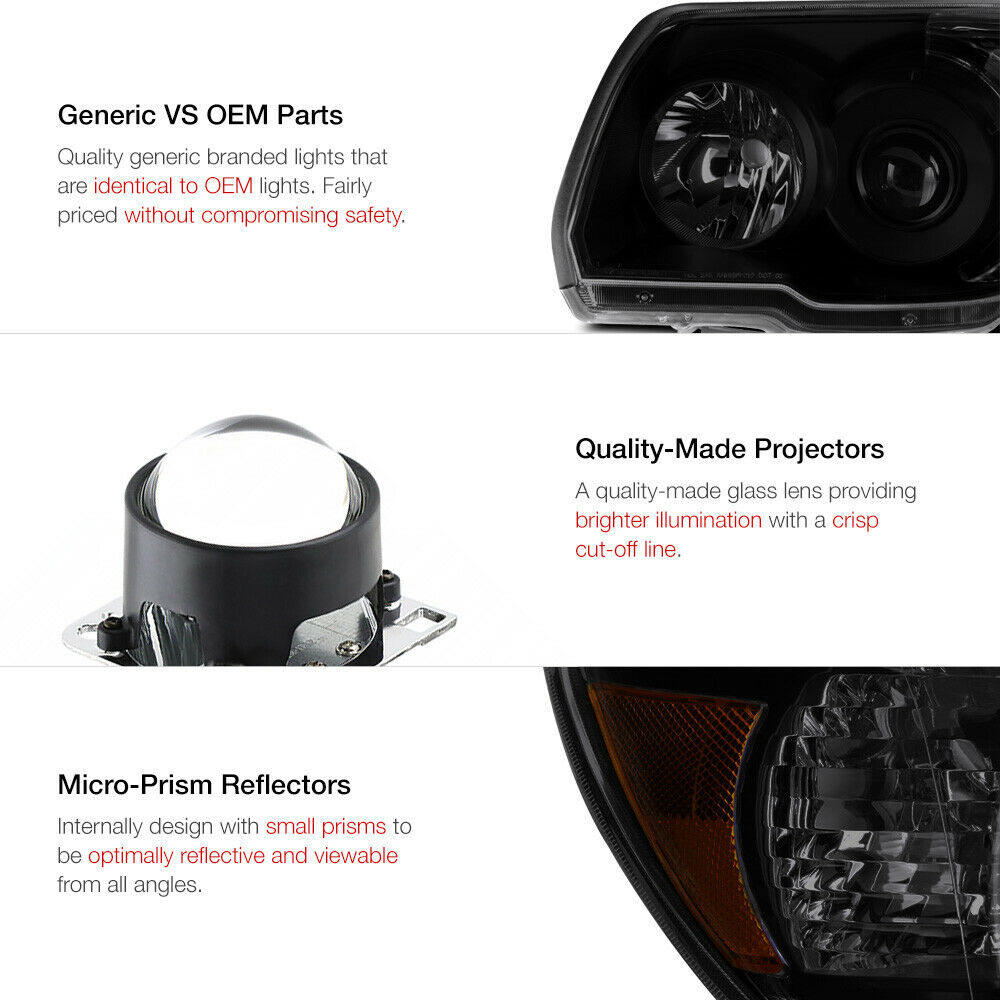 Generic VS OEM Parts
Quality generic branded lights that
are identical to OEM lights. Fairly
priced without compromising safety.
Quality-Made Projectors
A quality-made glass lens providing
brighter illumination with a crisp
cut-off line.
Micro-Prism Reflectors
Internally design with small prisms to
be optimally reflective and viewable
from all angles.